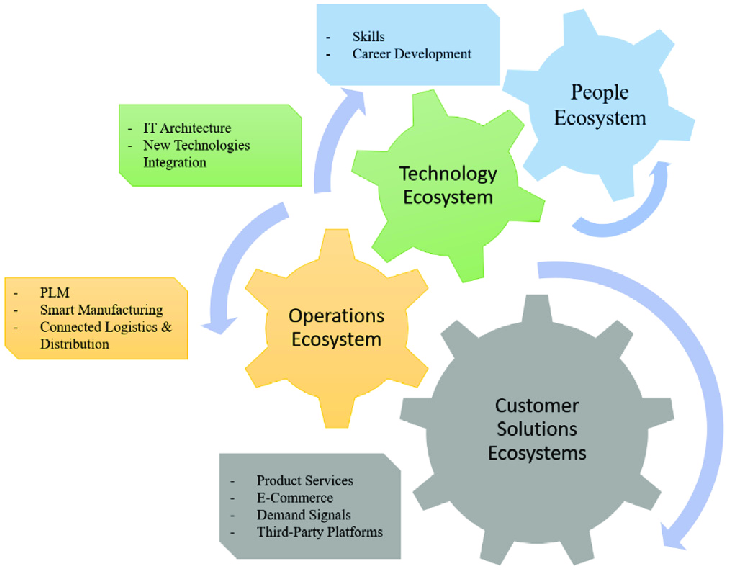 - Skills
- Career Development
People
Ecosystem
- IT Architecture
- New Technologies
Integration
Technology
Ecosystem
- PLM
- Smart Manufacturing
- Connected Logistics &
Distribution
Operations
Ecosystem
Customer
Solutions
Ecosystems
- Product Services
- E-Commerce
- Demand Signals
- Third-Party Platforms